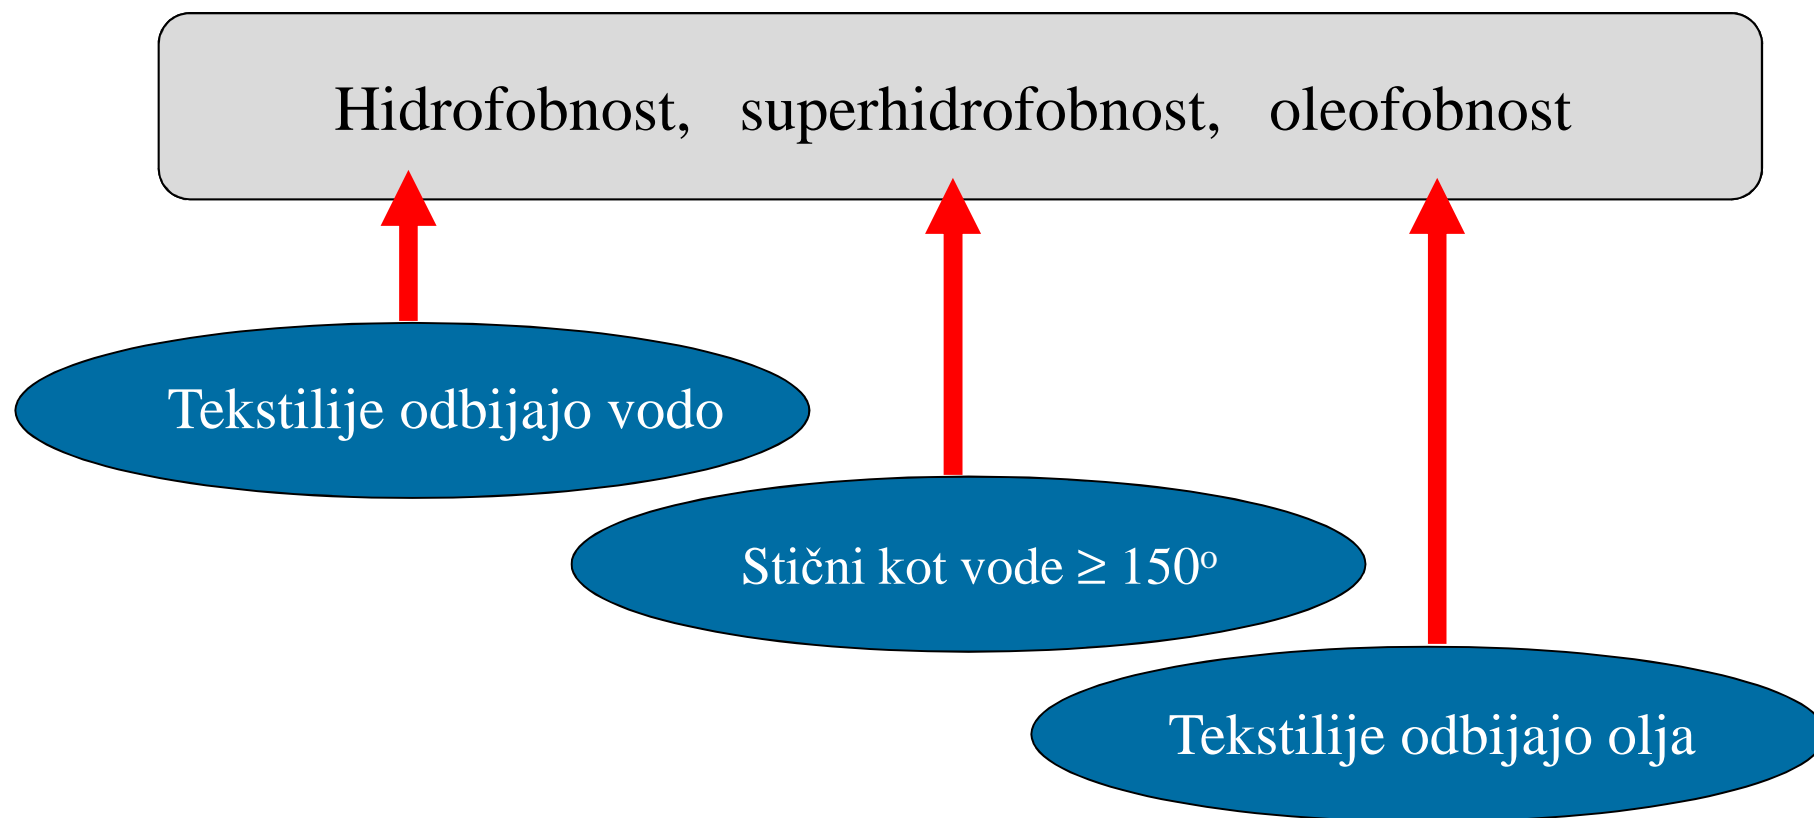 Hidrofobnost, superhidrofobnost, oleofobnost
Tekstilije odbijajo vodo
Stični kot vode ≥ 150º
Tekstilije odbijajo olja